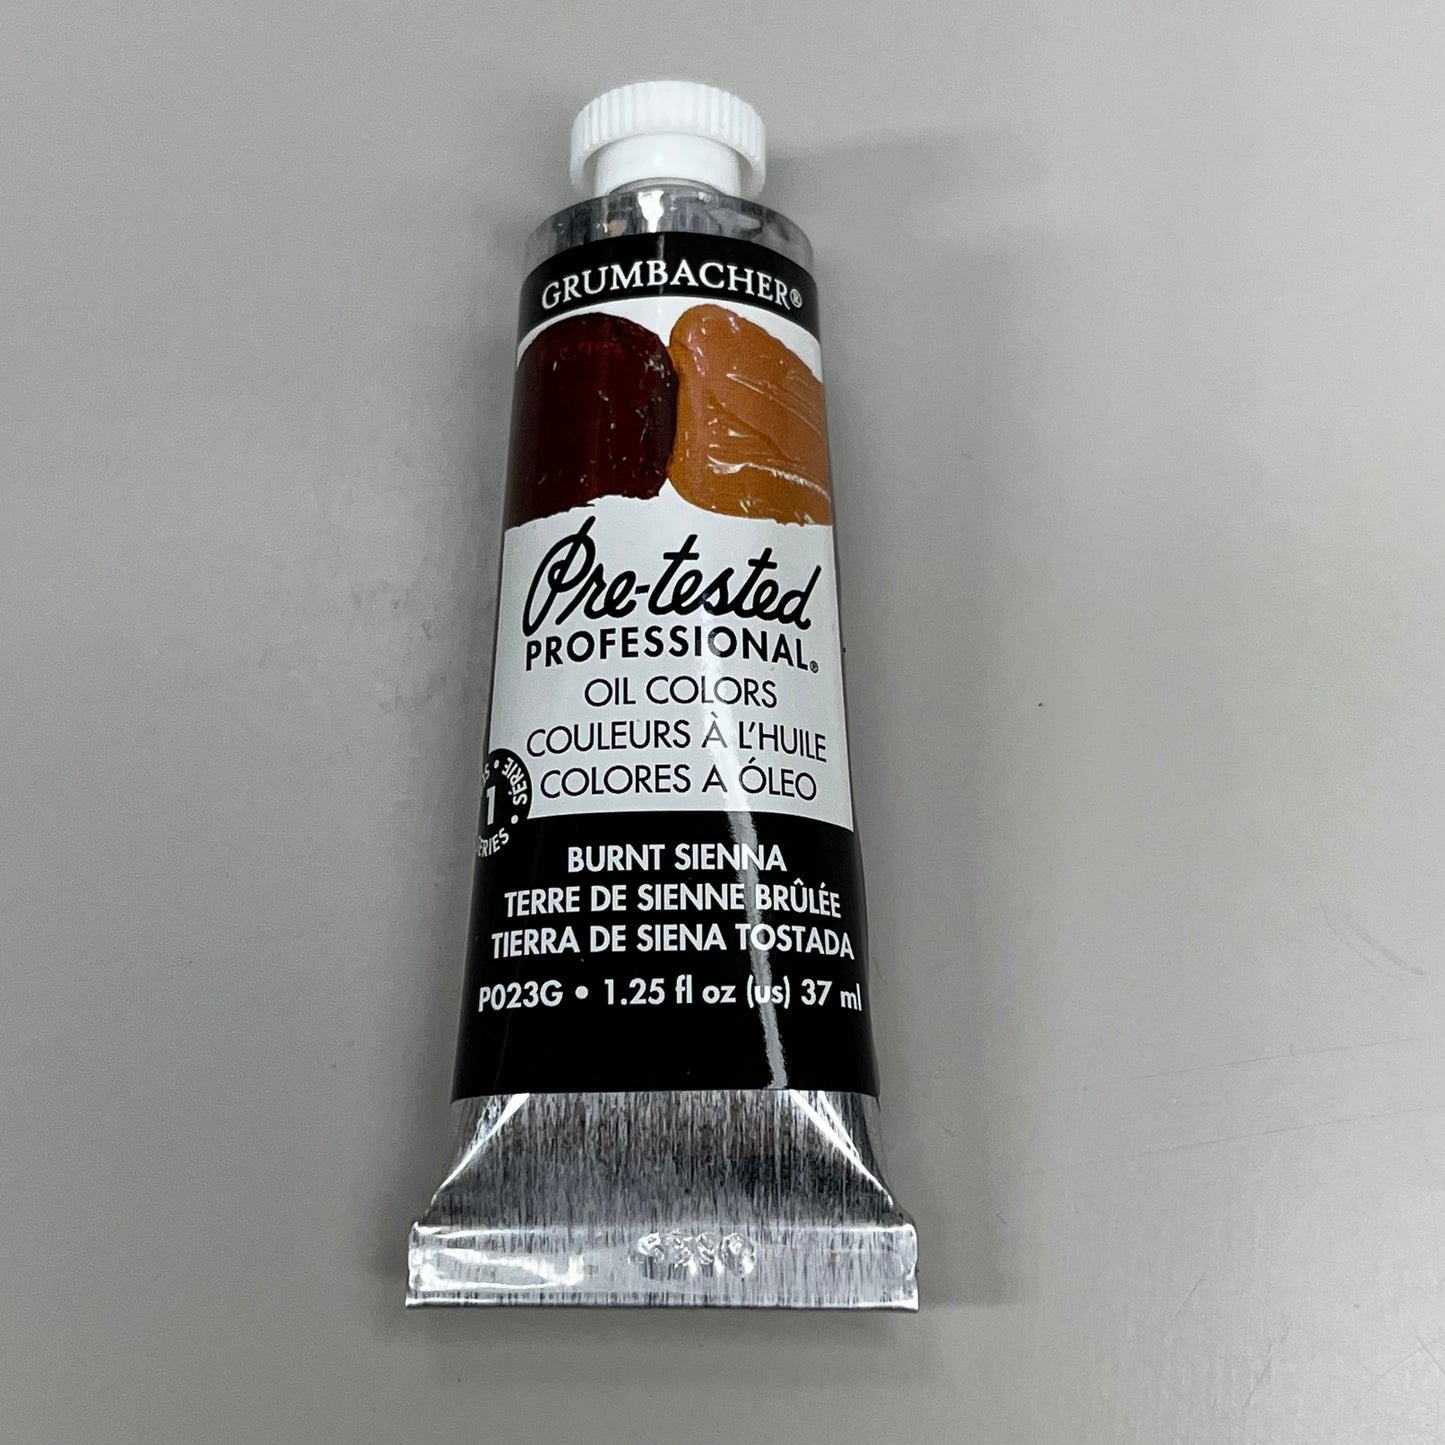 GRUMBACHER®
Pre-tested
PROFESSIONAL®
OIL COLORS
COULEURS À L'HUILE
COLORES A ÓLEO
SÉRIE
1
BURNT SIENNA
TERRE DE SIENNE BRÛLÉE
TIERRA DE SIENA TOSTADA
P023G • 1.25 fl oz (us) 37 ml